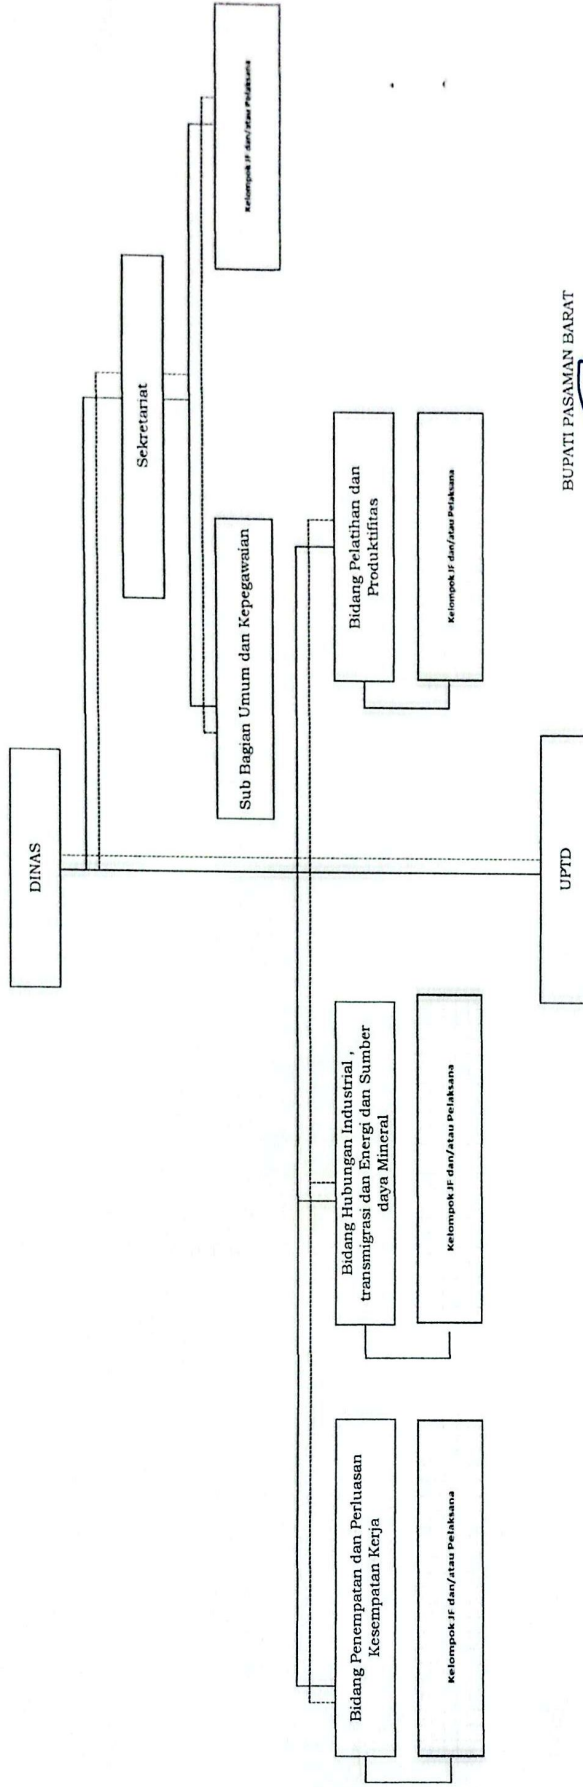 DINAS
Sekretariat
Sub Bagian Umum dan Kepegawaian
Kelompok JF dan/atau Pelaksana
Bidang Penempatan dan Perluasan
Kesempatan Kerja
Bidang Hubungan Industrial ,
transmigrasi dan Energi dan Sumber
daya Mineral
Bidang Pelatihan dan
Produktifitas
Kelompok JF dan/atau Pelaksana
Kelompok JF dan/atau Pelaksana
Kelompok JF dan/atau Pelaksana
UPTD
BUPATI PASAMAN BARAT